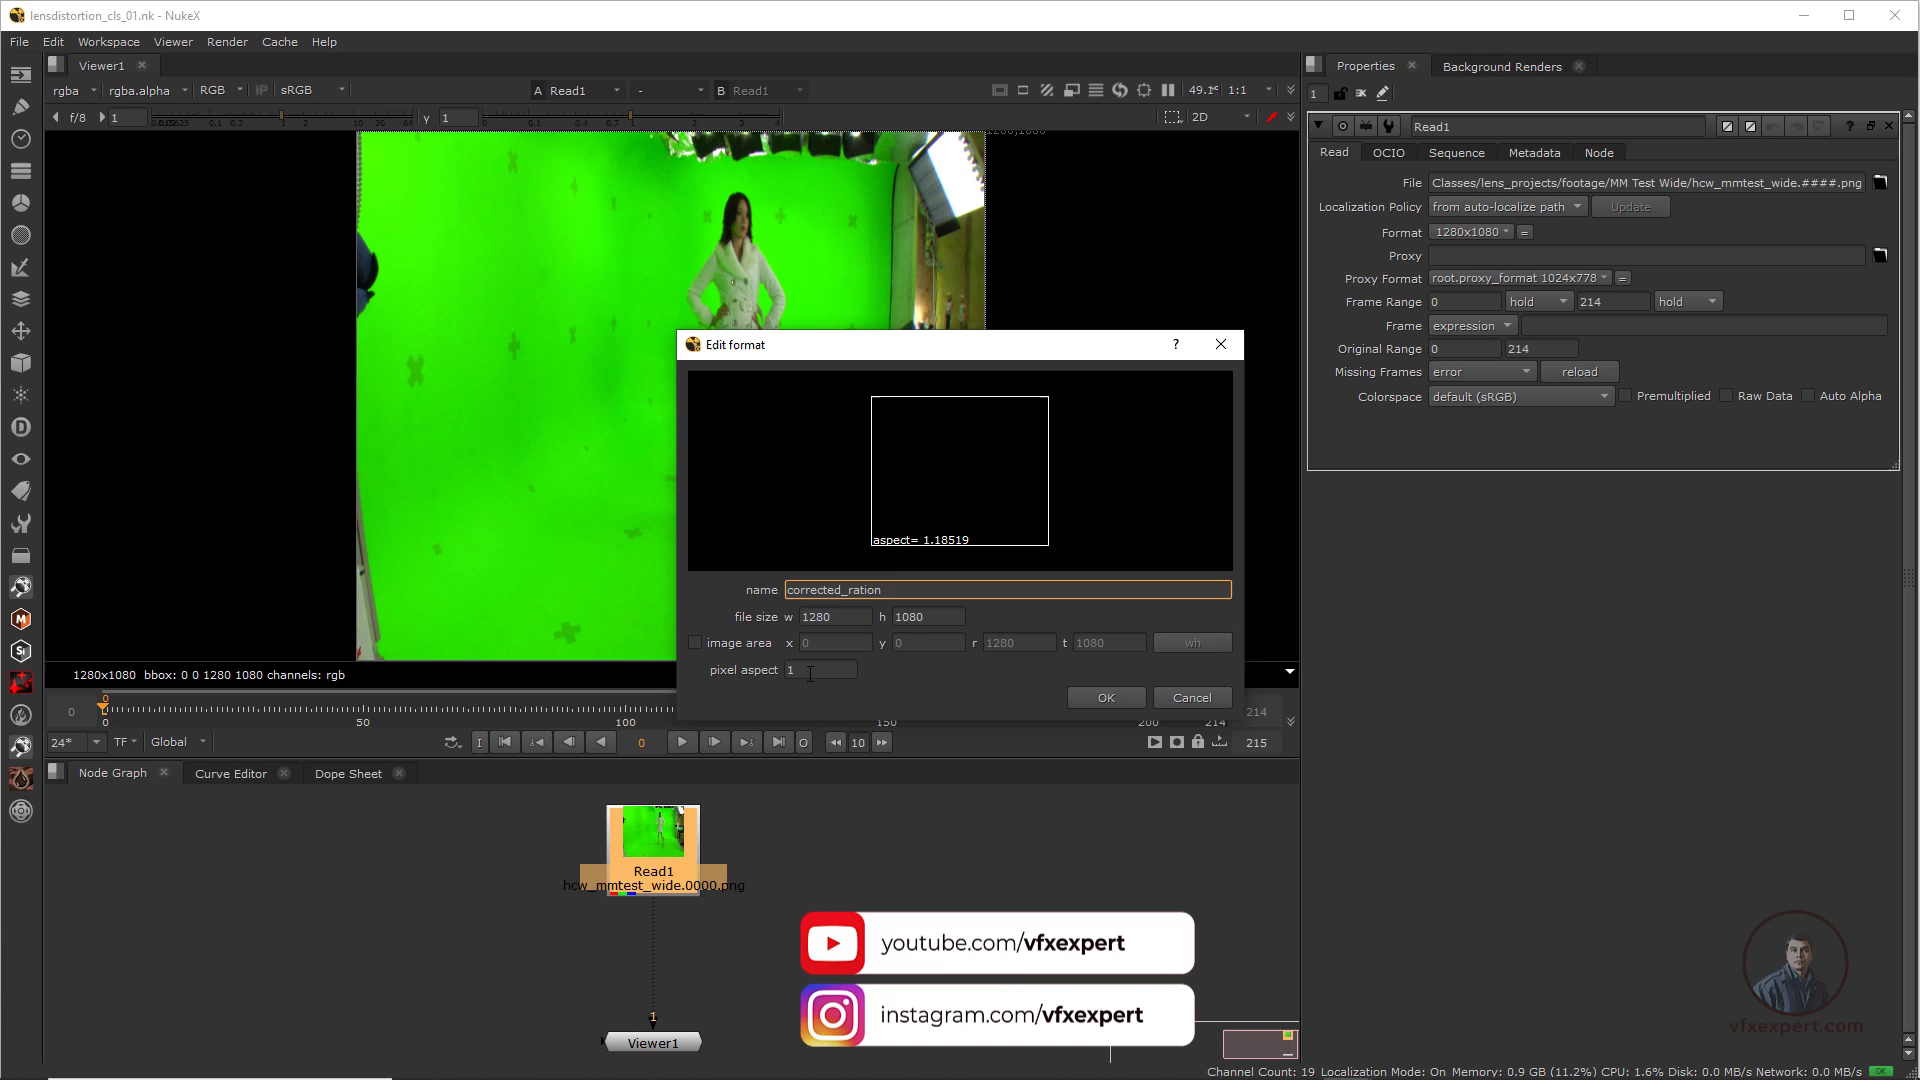 lensdistortion_cls_01.nk - NukeX
File Edit Workspace Viewer Render Cache Help
Viewer1
Properties
Background Renders
rgba rgba.alpha RGB IP sRGB A Read1 - B Read1 2D 1:1
f/8 1 y 1
1
Read1
Read OCIO Sequence Metadata Node
File Classes/lens_projects/footage/MM Test Wide/hcw_mmtest_wide.####.png
Localization Policy from auto-localize path Update
Format 1280x1080 =
Proxy
Proxy Format root.proxy_format 1024x778 =
Frame Range 0 hold 214 hold
Frame expression
Original Range 0 214
Missing Frames error reload
Colorspace default (sRGB) Premultiplied Raw Data Auto Alpha
Edit format ?
aspect= 1.18519
name corrected_ration
file size w 1280 h 1080
image area x 0 y 0 r 1280 t 1080 wh
pixel aspect 1
OK Cancel
1280x1080 bbox: 0 0 1280 1080 channels: rgb
0 0 0 50 100 150 200 214 214
24* TF Global I 0 O 10 215
Node Graph Curve Editor Dope Sheet
Read1
hcw_mmtest_wide.0000.png
1
Viewer1
youtube.com/vfxexpert
instagram.com/vfxexpert
vfxexpert.com
Channel Count: 19 Localization Mode: On Memory: 0.9 GB (11.2%) CPU: 1.6% Disk: 0.0 MB/s Network: 0.0 MB/s OK